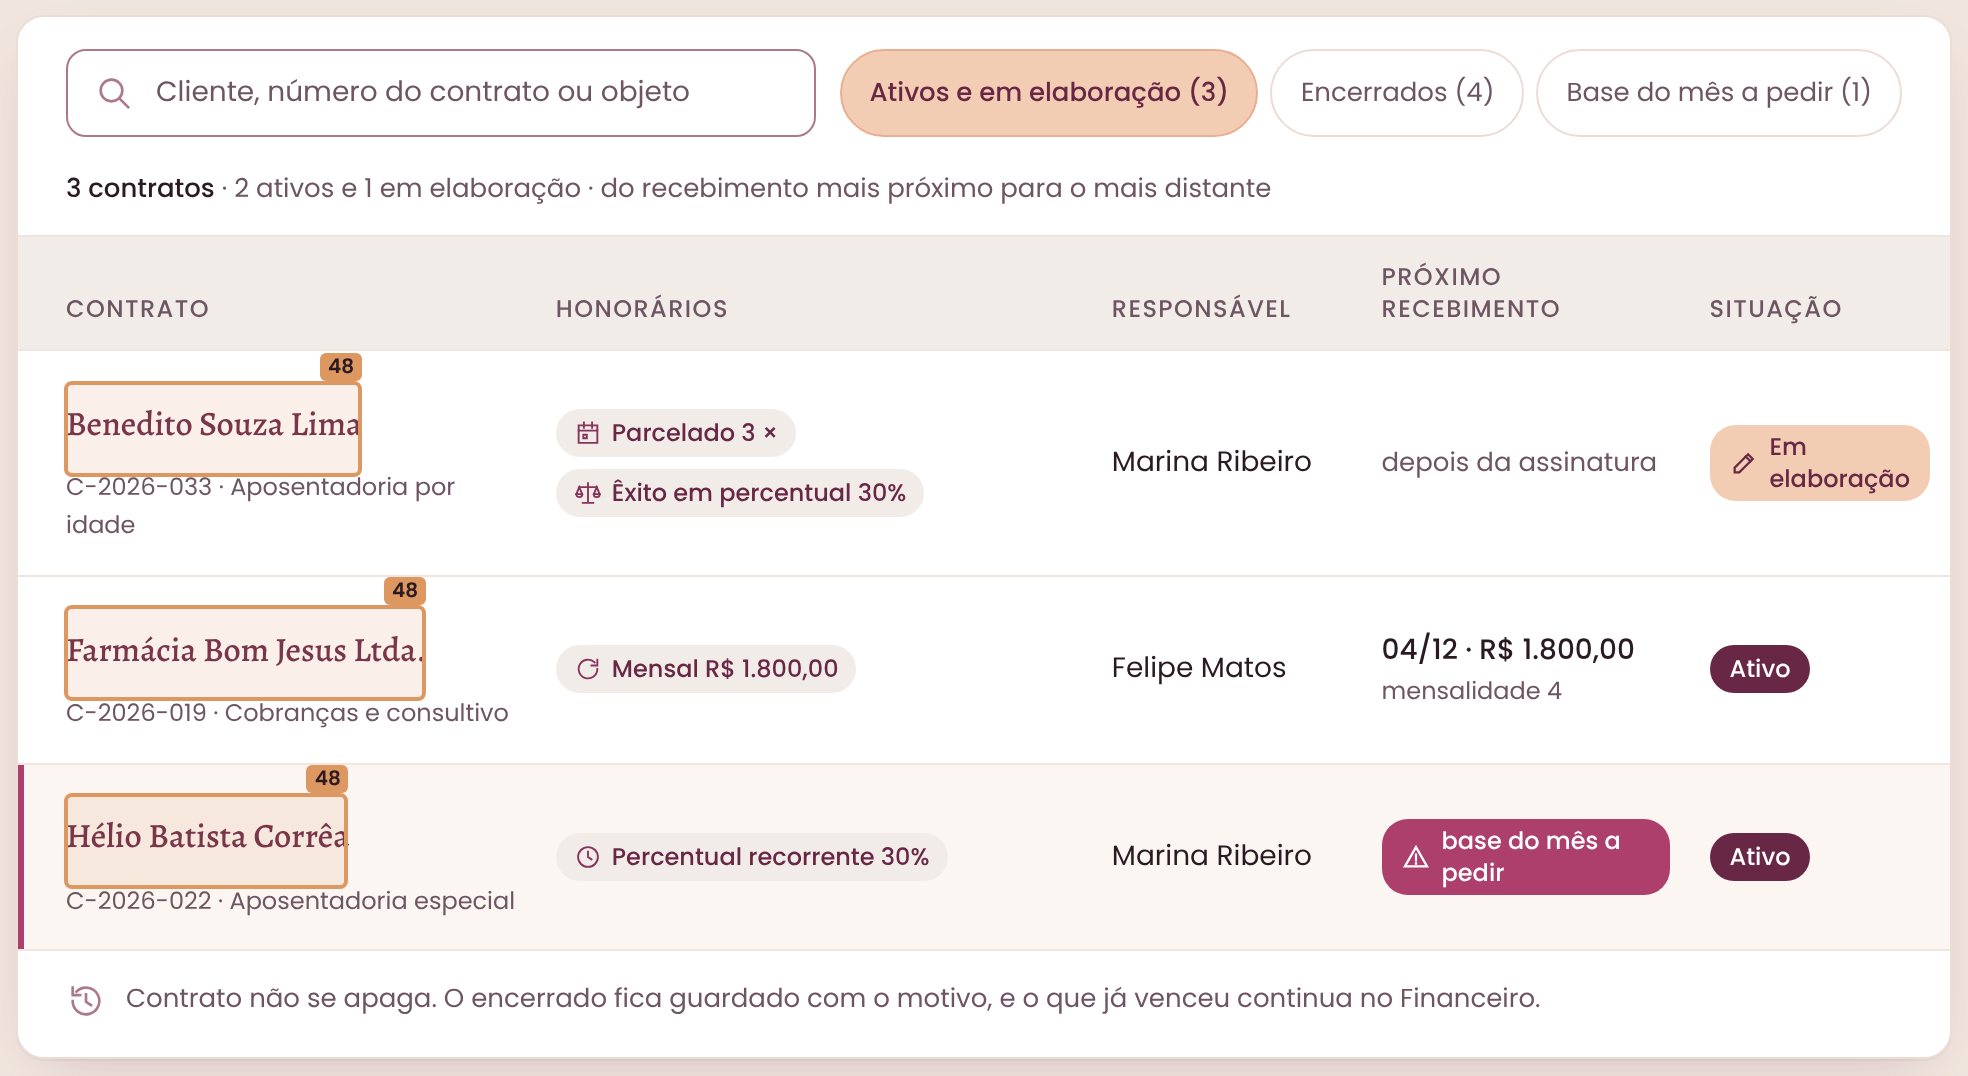 Cliente, número do contrato ou objeto
Ativos e em elaboração (3)
Encerrados (4)
Base do mês a pedir (1)
3 contratos · 2 ativos e 1 em elaboração · do recebimento mais próximo para o mais distante
CONTRATO
HONORÁRIOS
RESPONSÁVEL
PRÓXIMO
RECEBIMENTO
SITUAÇÃO
48
Benedito Souza Lima
C-2026-033 · Aposentadoria por
idade
Parcelado 3 ×
Êxito em percentual 30%
Marina Ribeiro
depois da assinatura
Em
elaboração
48
Farmácia Bom Jesus Ltda.
C-2026-019 · Cobranças e consultivo
Mensal R$ 1.800,00
Felipe Matos
04/12 · R$ 1.800,00
mensalidade 4
Ativo
48
Hélio Batista Corrêa
C-2026-022 · Aposentadoria especial
Percentual recorrente 30%
Marina Ribeiro
base do mês a
pedir
Ativo
Contrato não se apaga. O encerrado fica guardado com o motivo, e o que já venceu continua no Financeiro.